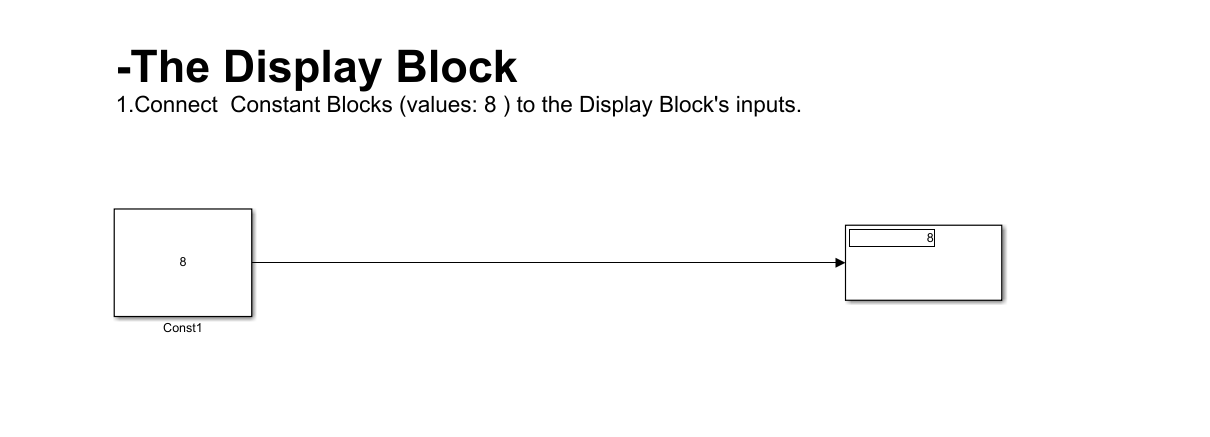 -The Display Block
1.Connect  Constant Blocks (values: 8 ) to the Display Block's inputs.
8
8
Const1